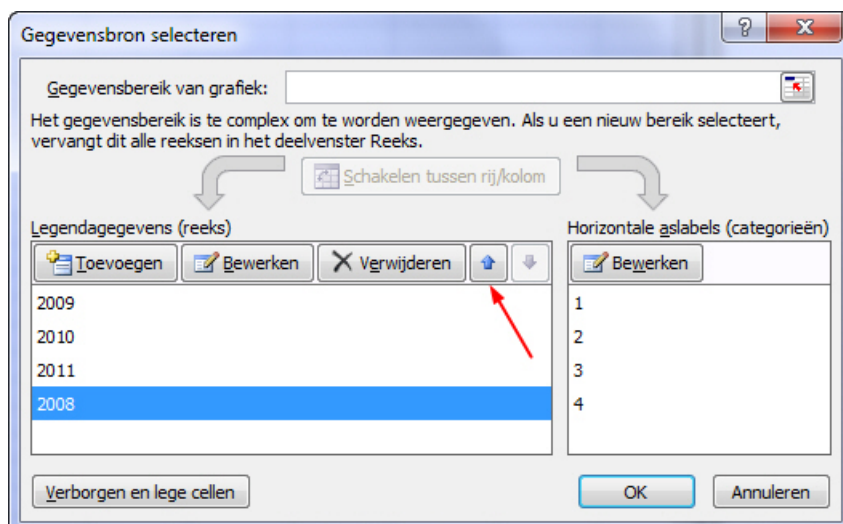 Gegevensbron selecteren
Gegevensbereik van grafiek:
Het gegevensbereik is te complex om te worden weergegeven. Als u een nieuw bereik selecteert,
vervangt dit alle reeksen in het deelvenster Reeks.
Schakelen tussen rij/kolom
Legendagegevens (reeks)
Toevoegen Bewerken Verwijderen
2009
2010
2011
2008
Horizontale aslabels (categorieën)
Bewerken
1
2
3
4
Verborgen en lege cellen
OK Annuleren